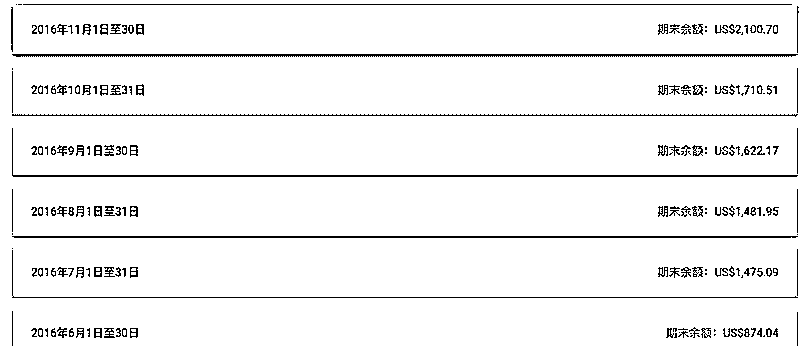 2016年11月1日至30日 期末余额：US$2,100.70
2016年10月1日至31日 期末余额：US$1,710.51
2016年9月1日至30日 期末余额：US$1,622.17
2016年8月1日至31日 期末余额：US$1,481.95
2016年7月1日至31日 期末余额：US$1,475.09
2016年6月1日至30日 期末余额：US$874.04